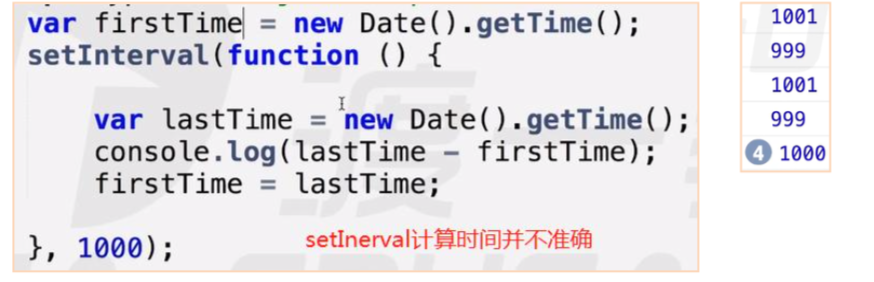 var firstTime = new Date().getTime();
setInterval(function () {
var lastTime = new Date().getTime();
console.log(lastTime - firstTime);
firstTime = lastTime;
}, 1000);
setInerval计算时间并不准确
1001
999
1001
999
4 1000